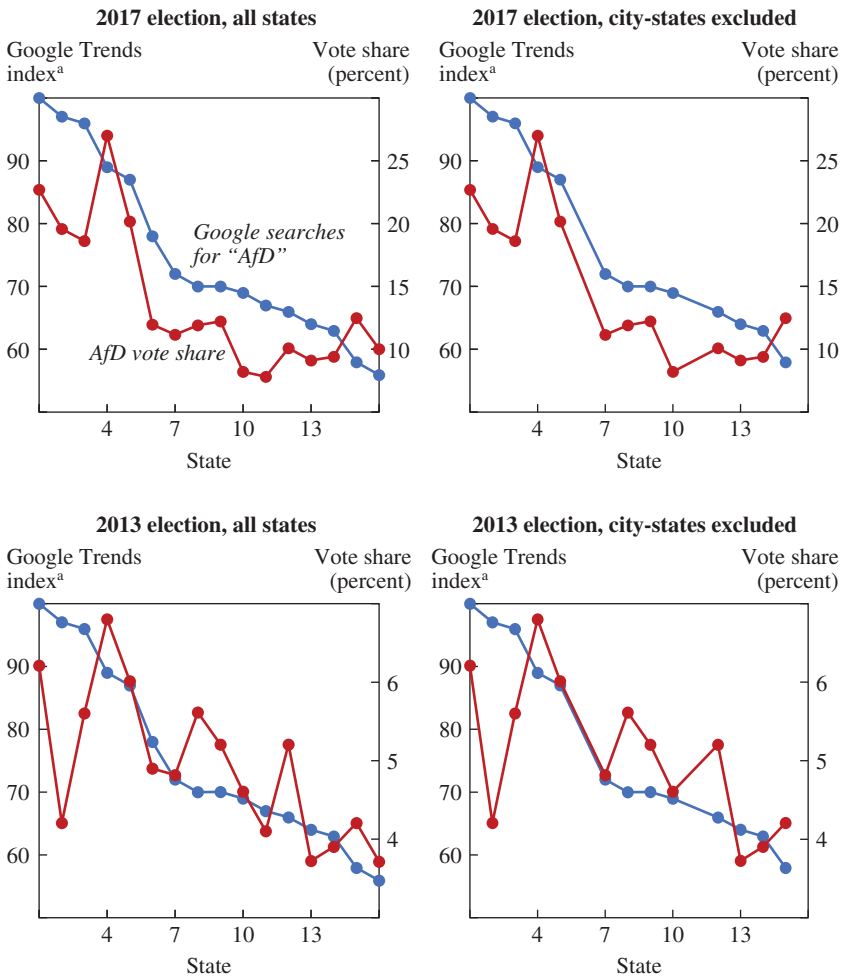 2017 election, all states
Google Trends
indexᵃ
Vote share
(percent)
90
80
70
60
25
20
15
10
Google searches
for “AfD”
AfD vote share
4 7 10 13
State
2017 election, city-states excluded
Google Trends
indexᵃ
Vote share
(percent)
90
80
70
60
25
20
15
10
4 7 10 13
State
2013 election, all states
Google Trends
indexᵃ
Vote share
(percent)
90
80
70
60
6
5
4
4 7 10 13
State
2013 election, city-states excluded
Google Trends
indexᵃ
Vote share
(percent)
90
80
70
60
6
5
4
4 7 10 13
State